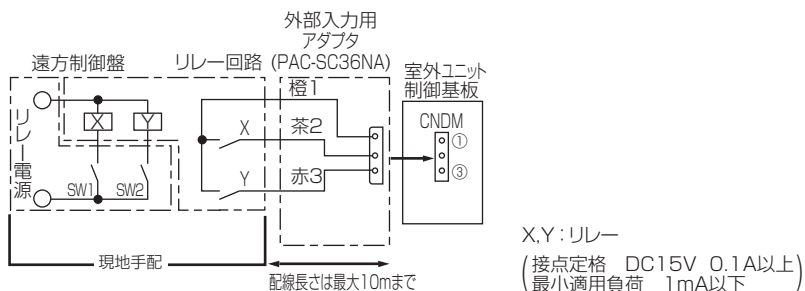 外部入力用
アダプタ
(PAC-SC36NA)
遠方制御盤
リレー回路
室外ユニット
制御基板
橙1
茶2
赤3
CNDM
①
③
リレー電源
X
Y
X
Y
SW1
SW2
現地手配
配線長さは最大10mまで
X,Y：リレー
(接点定格　DC15V　0.1A以上)
最小適用負荷　1mA以下